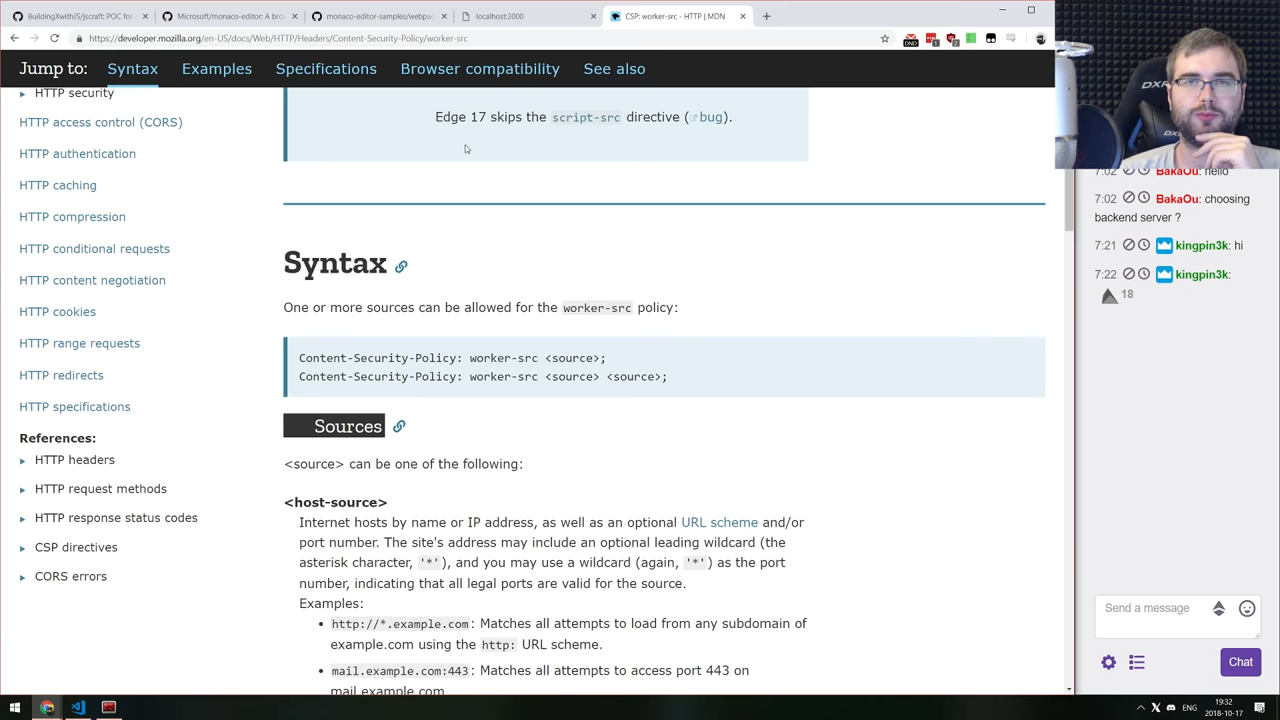 BuildingXwithJS/jscraft: POC for
Microsoft/monaco-editor: A brow
monaco-editor-samples/webpac
localhost:3000
CSP: worker-src - HTTP | MDN
https://developer.mozilla.org/en-US/docs/Web/HTTP/Headers/Content-Security-Policy/worker-src
Jump to: Syntax Examples Specifications Browser compatibility See also
HTTP security
HTTP access control (CORS)
HTTP authentication
HTTP caching
HTTP compression
HTTP conditional requests
HTTP content negotiation
HTTP cookies
HTTP range requests
HTTP redirects
HTTP specifications
References:
HTTP headers
HTTP request methods
HTTP response status codes
CSP directives
CORS errors
Edge 17 skips the script-src directive (bug).
Syntax
One or more sources can be allowed for the worker-src policy:
Content-Security-Policy: worker-src <source>;
Content-Security-Policy: worker-src <source> <source>;
Sources
<source> can be one of the following:
<host-source>
Internet hosts by name or IP address, as well as an optional URL scheme and/or
port number. The site's address may include an optional leading wildcard (the
asterisk character, '*'), and you may use a wildcard (again, '*') as the port
number, indicating that all legal ports are valid for the source.
Examples:
• http://*.example.com: Matches all attempts to load from any subdomain of
example.com using the http: URL scheme.
• mail.example.com:443: Matches all attempts to access port 443 on
mail.example.com
DXR
7:02 BakaOu: hello
7:02 BakaOu: choosing
backend server ?
7:21 kingpin3k: hi
7:22 kingpin3k:
18
Send a message
Chat
ENG
19:32
2018-10-17